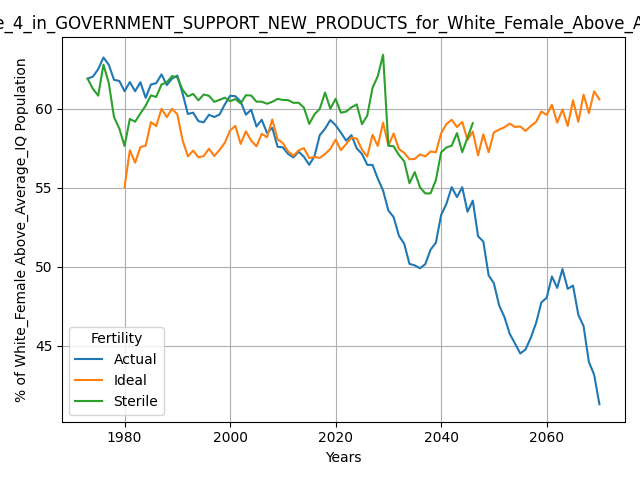 e_4_in_GOVERNMENT_SUPPORT_NEW_PRODUCTS_for_White_Female_Above_A
% of White_Female Above_Average_IQ Population
60
55
50
45
Fertility
Actual
Ideal
Sterile
1980
2000
2020
2040
2060
Years